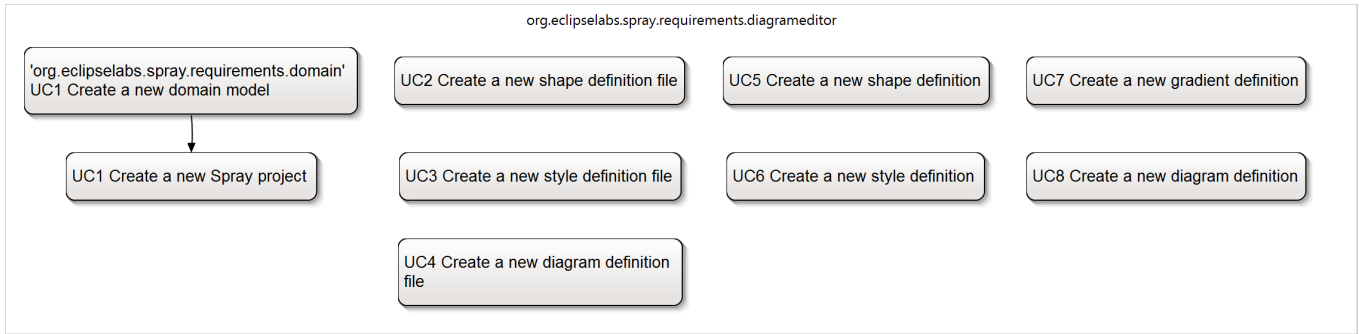 org.eclipselabs.spray.requirements.diagrameditor
'org.eclipselabs.spray.requirements.domain'
UC1 Create a new domain model
UC2 Create a new shape definition file
UC5 Create a new shape definition
UC7 Create a new gradient definition
UC1 Create a new Spray project
UC3 Create a new style definition file
UC6 Create a new style definition
UC8 Create a new diagram definition
UC4 Create a new diagram definition
file